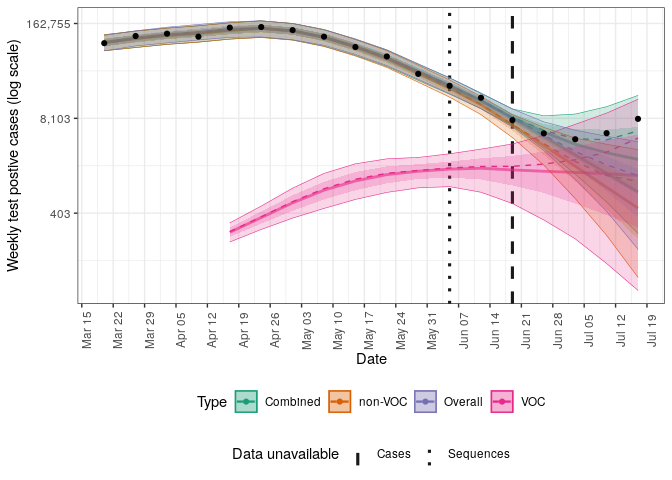 Weekly test postive cases (log scale)
162,755
8,103
403
Mar 15
Mar 22
Mar 29
Apr 05
Apr 12
Apr 19
Apr 26
May 03
May 10
May 17
May 24
May 31
Jun 07
Jun 14
Jun 21
Jun 28
Jul 05
Jul 12
Jul 19
Date
Type Combined non-VOC Overall VOC
Data unavailable Cases Sequences